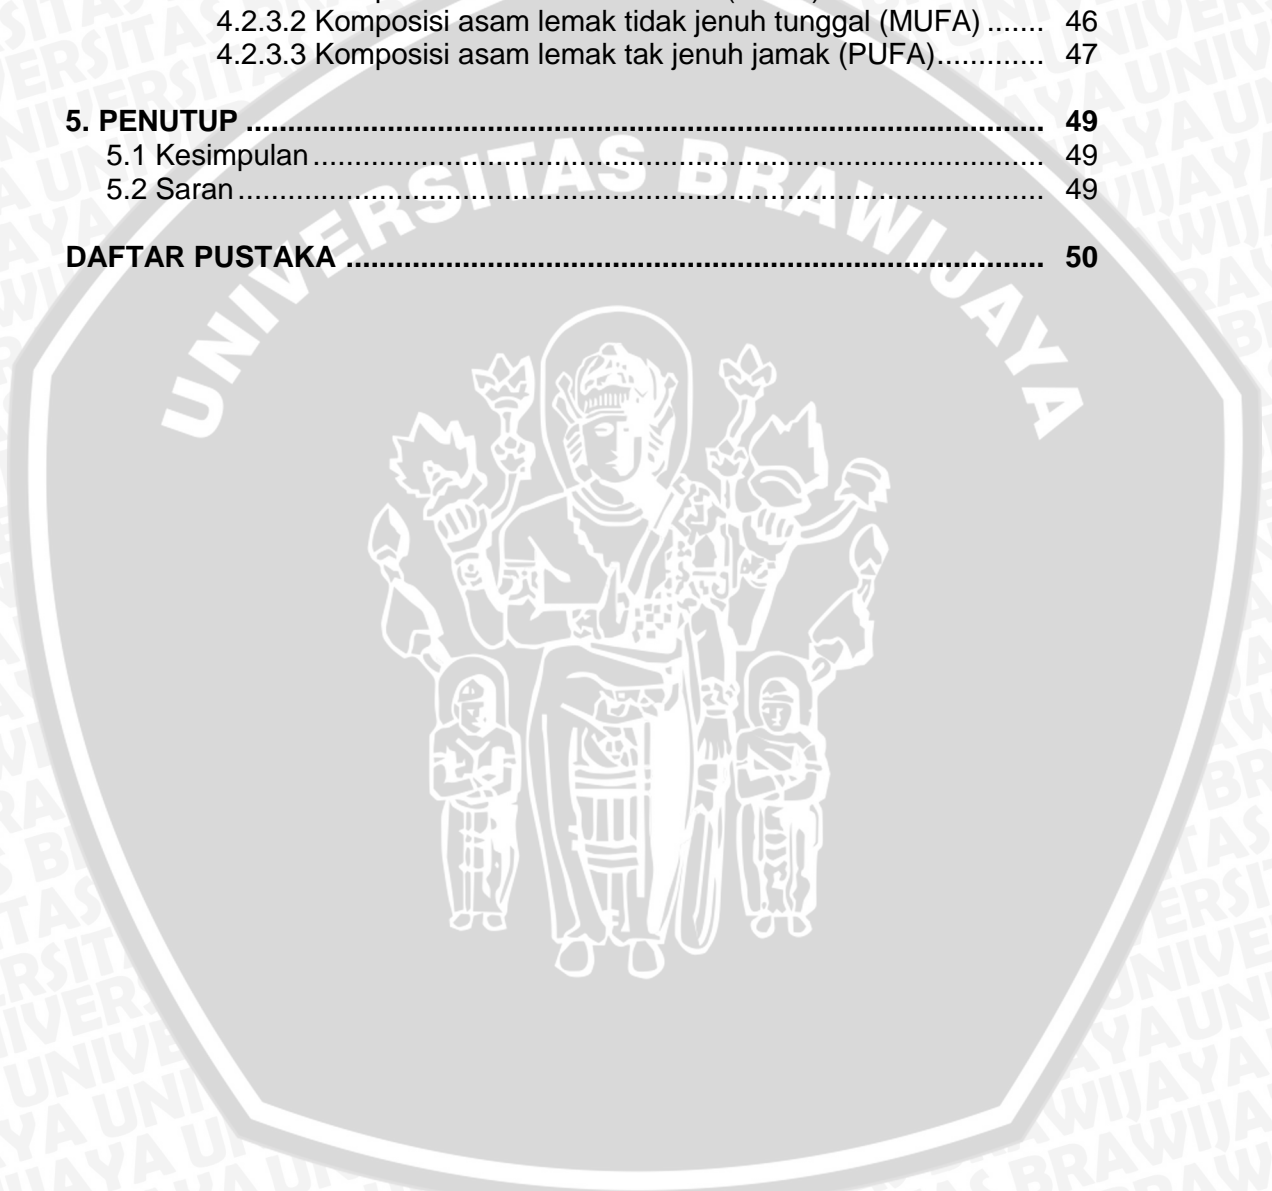 4.2.3.2 Komposisi asam lemak tidak jenuh tunggal (MUFA) ....... 46
4.2.3.3 Komposisi asam lemak tak jenuh jamak (PUFA)............. 47
5. PENUTUP ................................................................................................ 49
5.1 Kesimpulan ........................................................................................ 49
5.2 Saran ................................................................................................. 49
DAFTAR PUSTAKA .................................................................................... 50
UNIVERSITAS BRAWIJAYA